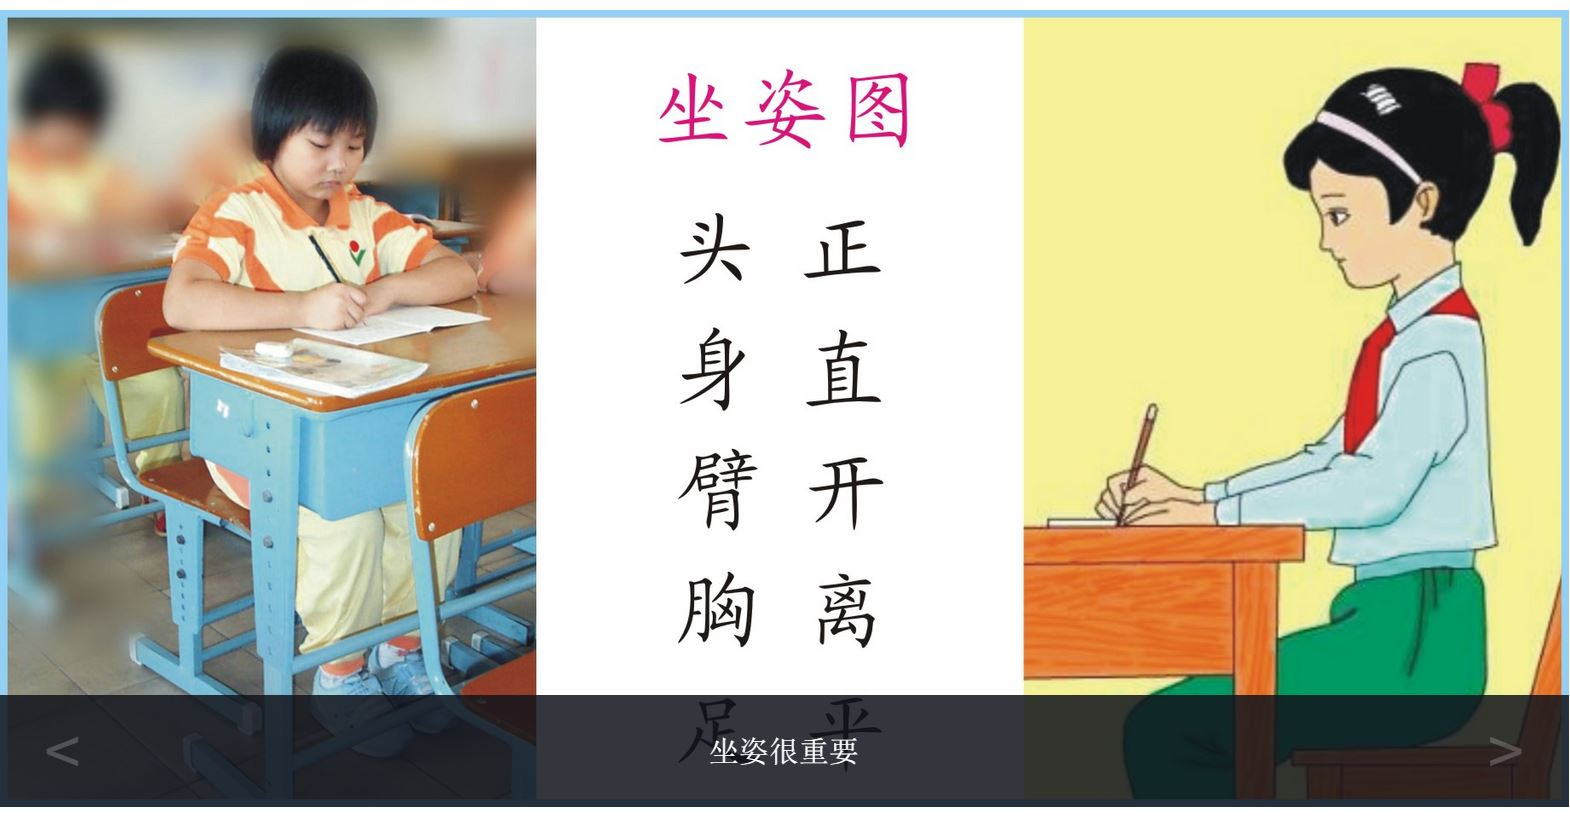 坐姿图
头 正
身 直
臂 开
胸 离
足 平
坐姿很重要